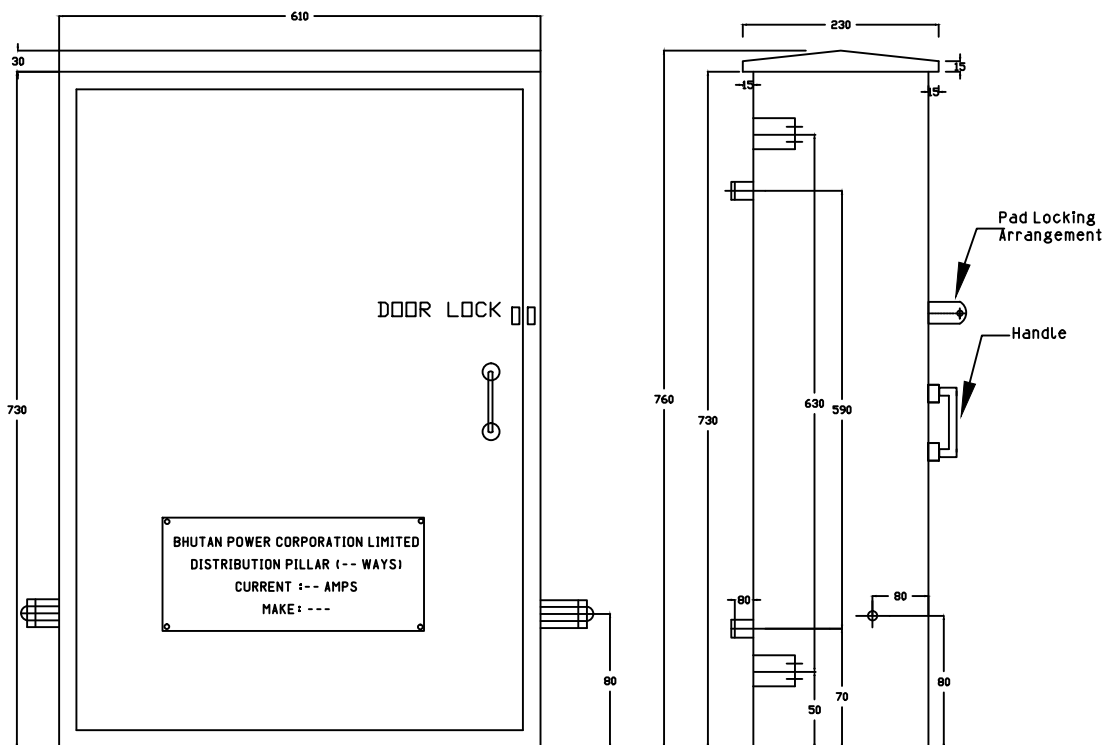 610
30
730
DOOR LOCK
BHUTAN POWER CORPORATION LIMITED
DISTRIBUTION PILLAR (-- WAYS)
CURRENT :-- AMPS
MAKE: ---
80
230
15
15
15
Pad Locking
Arrangement
Handle
760
730
630
590
80
80
80
70
50